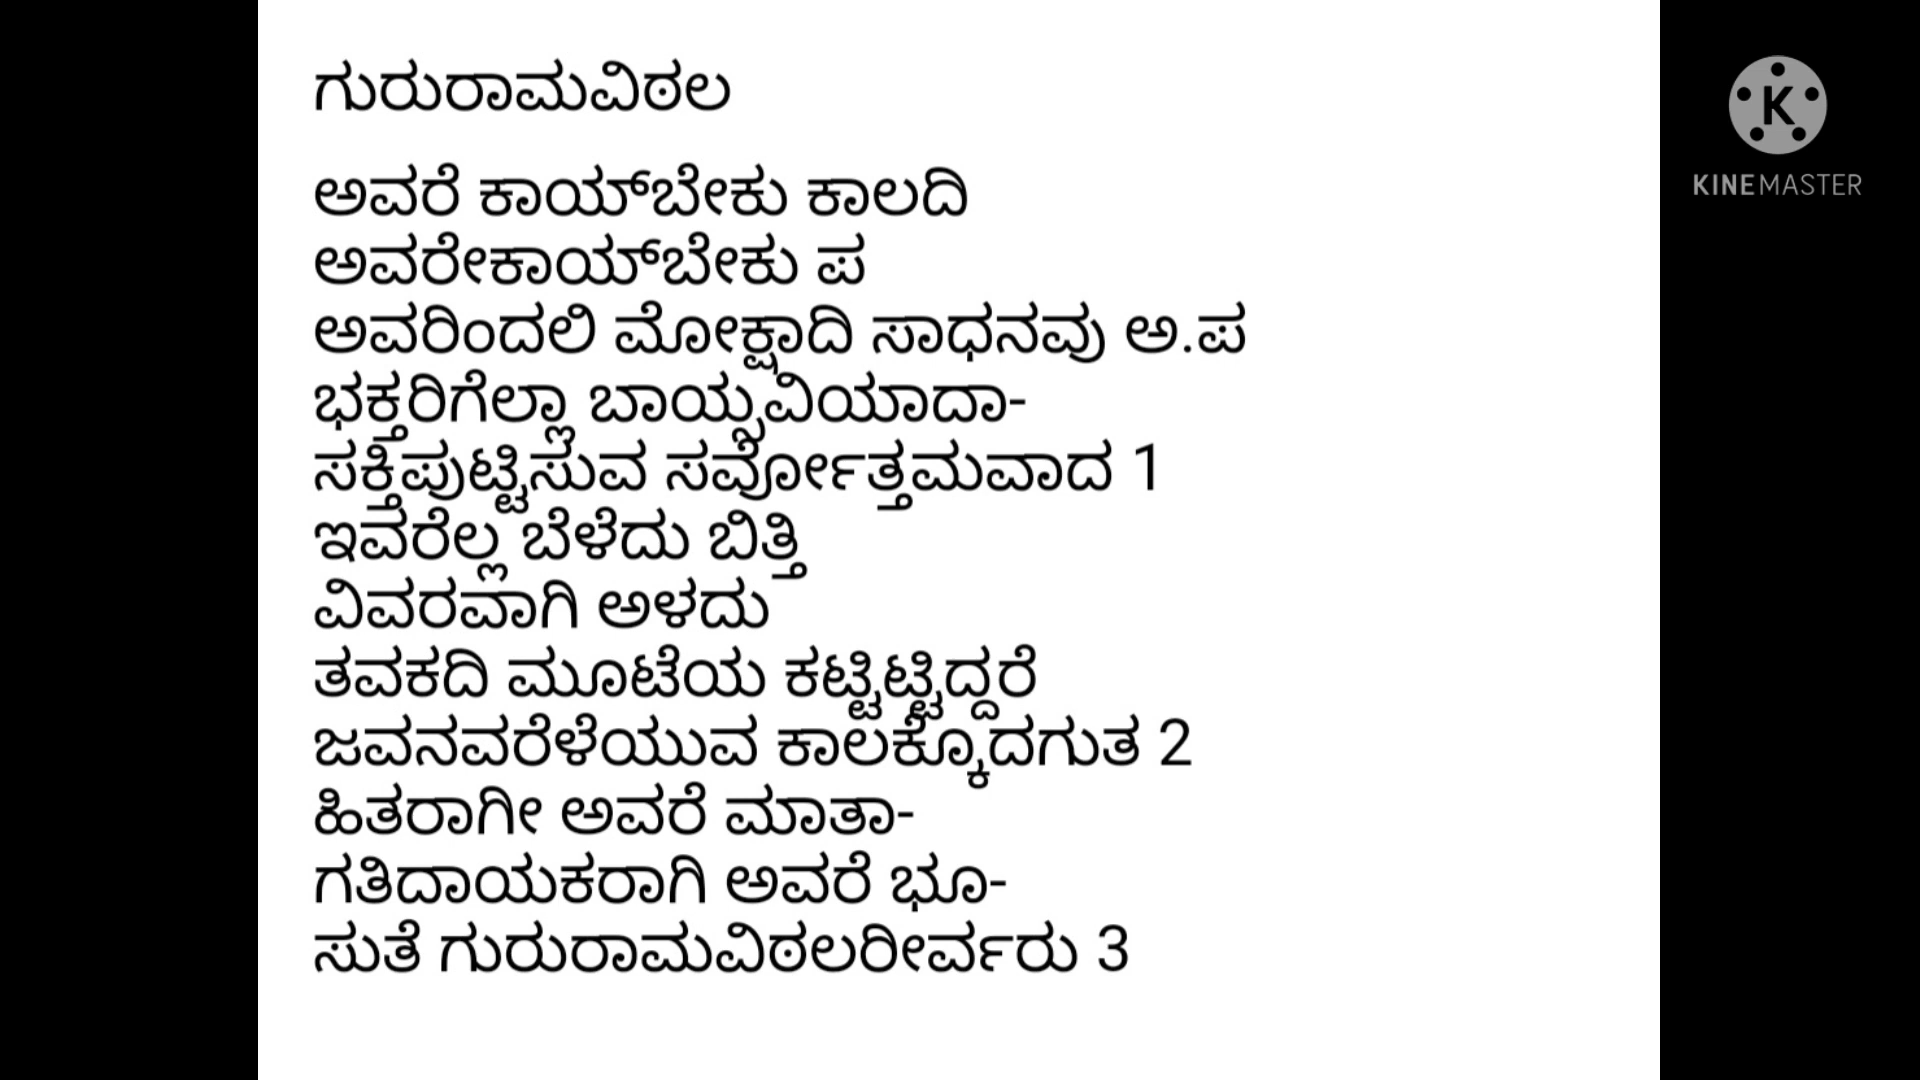 ಗುರುರಾಮವಿಠಲ
ಅವರೆ ಕಾಯ್‌ಬೇಕು ಕಾಲದಿ
ಅವರೇಕಾಯ್‌ಬೇಕು ಪ
ಅವರಿಂದಲಿ ಮೋಕ್ಷಾದಿ ಸಾಧನವು ಅ.ಪ
ಭಕ್ತರಿಗೆಲ್ಲಾ ಬಾಯ್ಸವಿಯಾದಾ-
ಸಕ್ತಿಪುಟ್ಟಿಸುವ ಸರ್ವೋತ್ತಮವಾದ 1
ಇವರೆಲ್ಲ ಬೆಳೆದು ಬಿತ್ತಿ
ವಿವರವಾಗಿ ಅಳದು
ತವಕದಿ ಮೂಟೆಯ ಕಟ್ಟಿಟ್ಟಿದ್ದರೆ
ಜವನವರೆಳೆಯುವ ಕಾಲಕ್ಕೊದಗುತ 2
ಹಿತರಾಗೀ ಅವರೆ ಮಾತಾ-
ಗತಿದಾಯಕರಾಗಿ ಅವರೆ ಭೂ-
ಸುತೆ ಗುರುರಾಮವಿಠಲರೀರ್ವರು 3
K
KINEMASTER